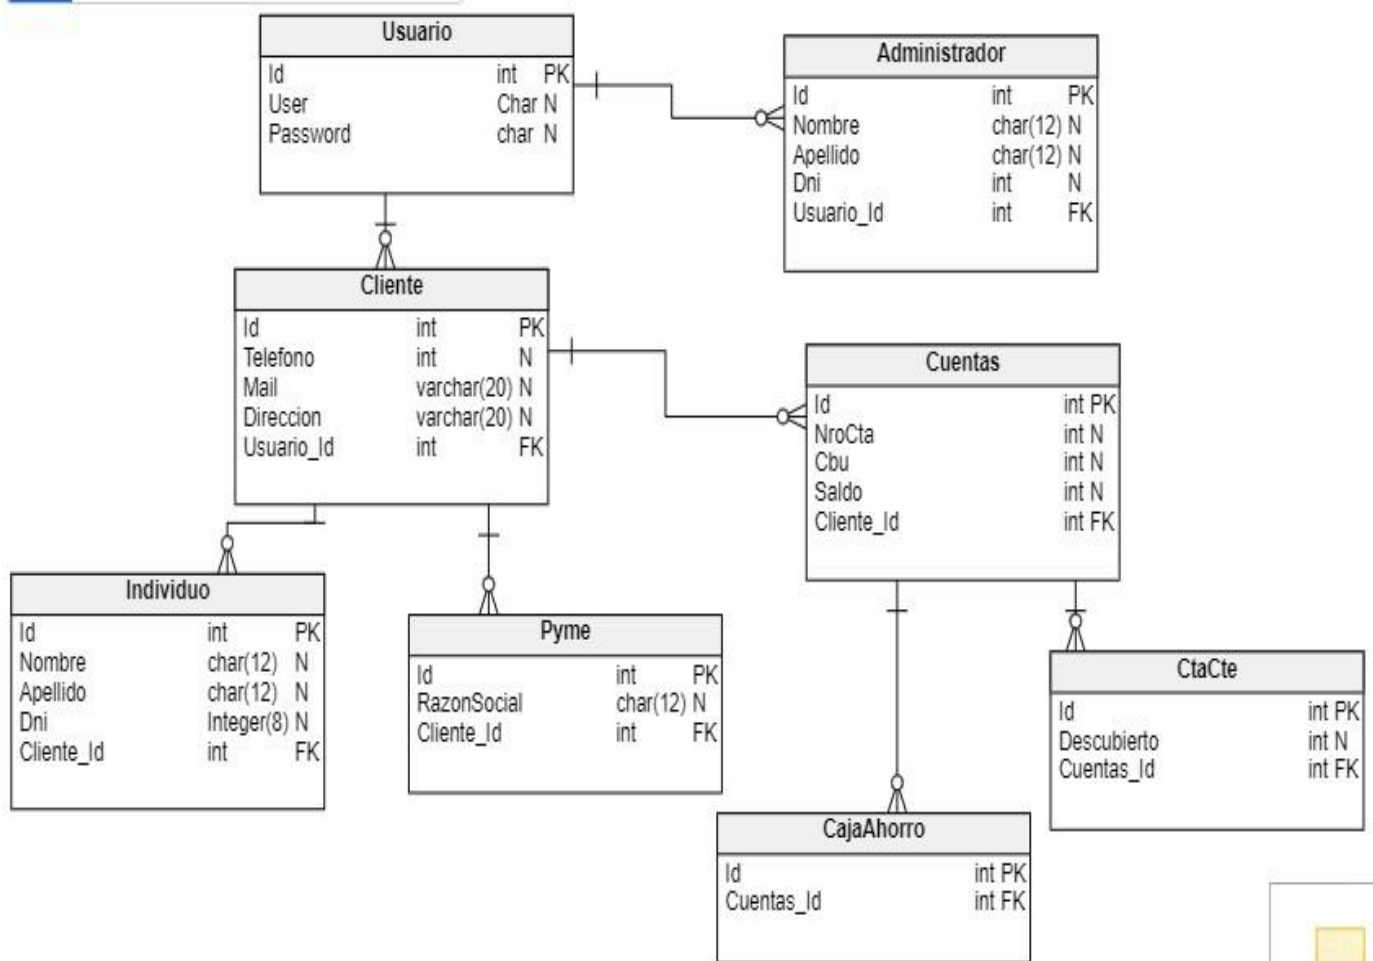 Usuario
Id int PK
User Char N
Password char N
Administrador
Id int PK
Nombre char(12) N
Apellido char(12) N
Dni int N
Usuario_Id int FK
Cliente
Id int PK
Telefono int N
Mail varchar(20) N
Direccion varchar(20) N
Usuario_Id int FK
Cuentas
Id int PK
NroCta int N
Cbu int N
Saldo int N
Cliente_Id int FK
Individuo
Id int PK
Nombre char(12) N
Apellido char(12) N
Dni Integer(8) N
Cliente_Id int FK
Pyme
Id int PK
RazonSocial char(12) N
Cliente_Id int FK
CtaCte
Id int PK
Descubierto int N
Cuentas_Id int FK
CajaAhorro
Id int PK
Cuentas_Id int FK